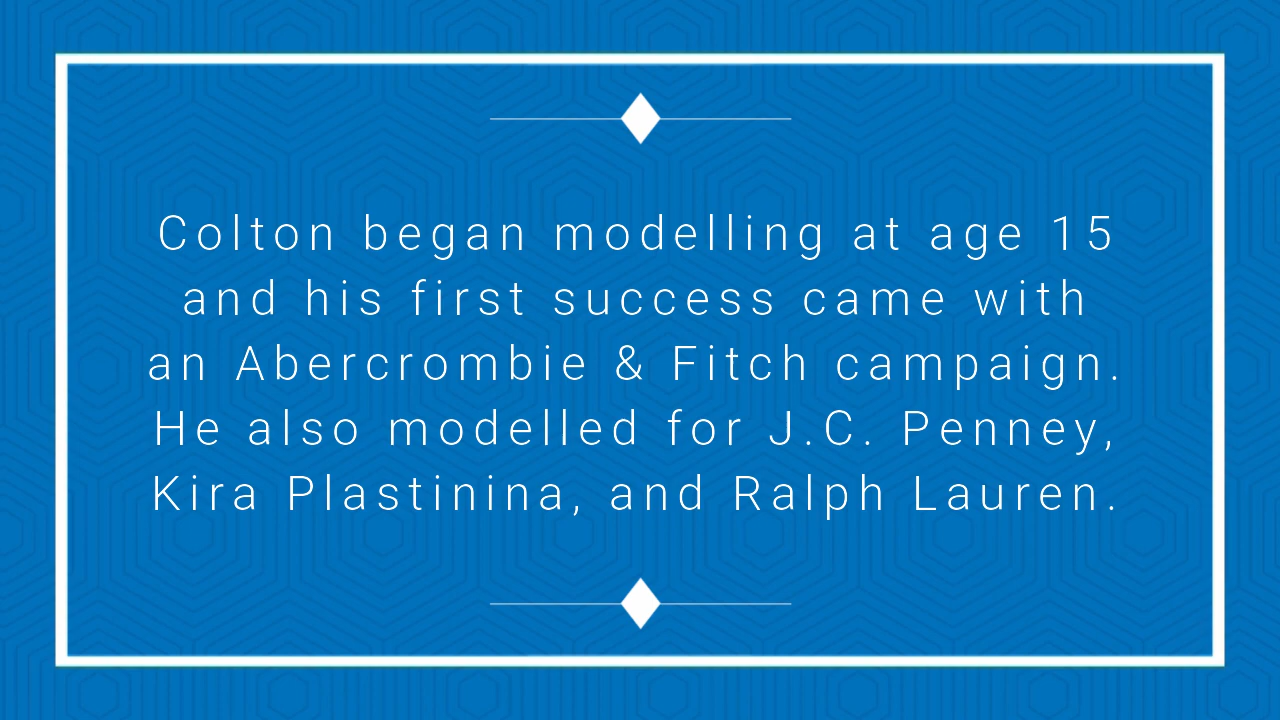 Colton began modelling at age 15
and his first success came with
an Abercrombie & Fitch campaign.
He also modelled for J.C. Penney,
Kira Plastinina, and Ralph Lauren.